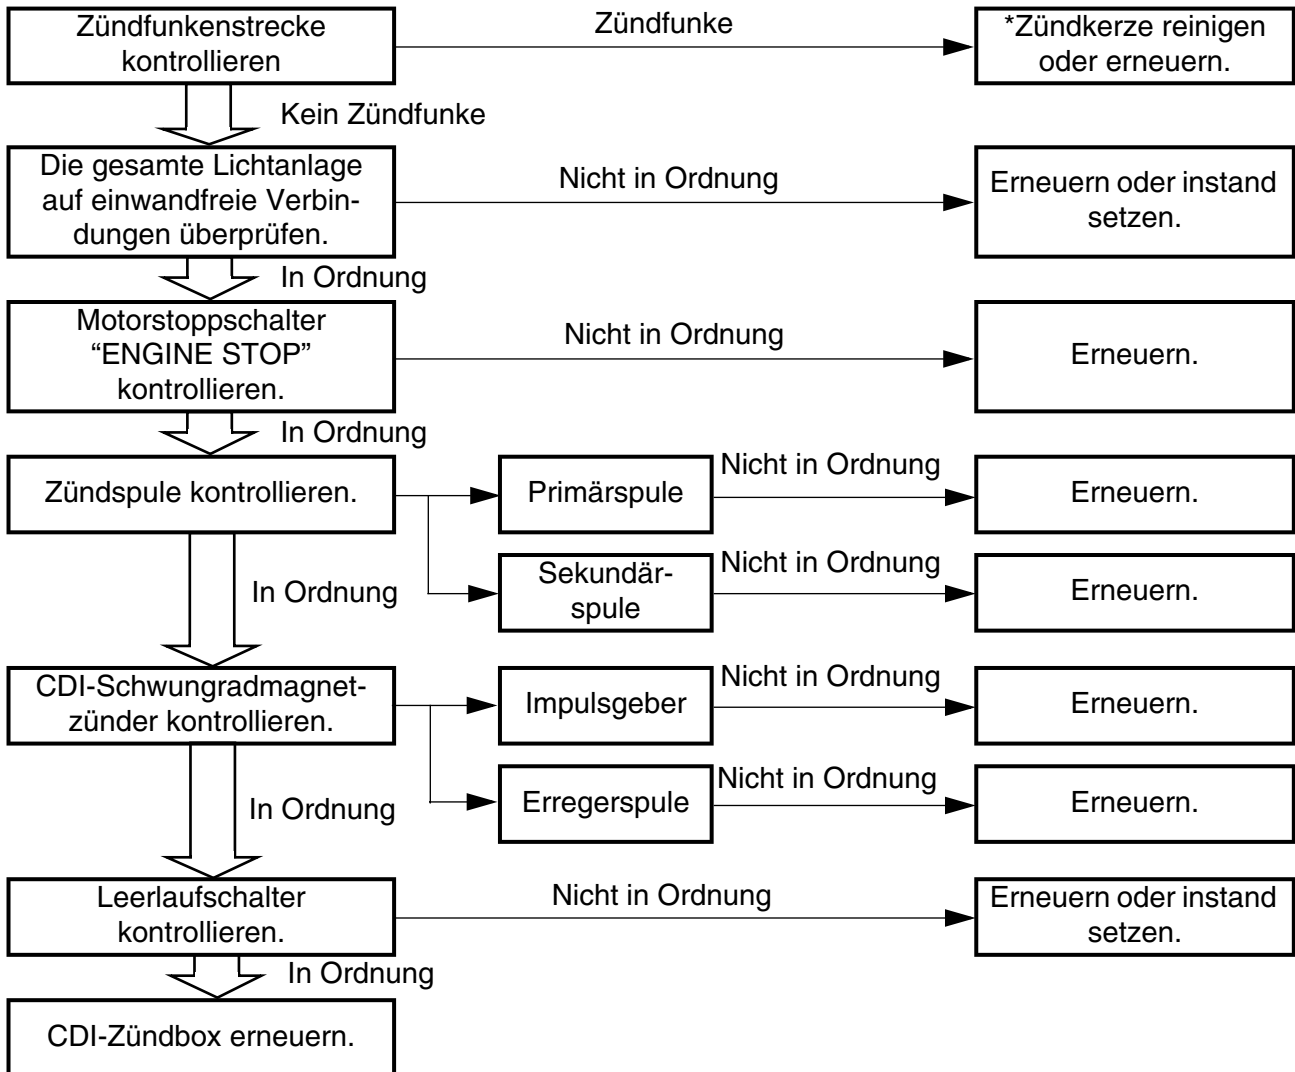 Zündfunkenstrecke
kontrollieren
Zündfunke
*Zündkerze reinigen
oder erneuern.
Kein Zündfunke
Die gesamte Lichtanlage
auf einwandfreie Verbin-
dungen überprüfen.
Nicht in Ordnung
Erneuern oder instand
setzen.
In Ordnung
Motorstoppschalter
“ENGINE STOP”
kontrollieren.
Nicht in Ordnung
Erneuern.
In Ordnung
Zündspule kontrollieren.
Primärspule
Nicht in Ordnung
Erneuern.
Sekundär-
spule
Nicht in Ordnung
Erneuern.
In Ordnung
CDI-Schwungradmagnet-
zünder kontrollieren.
Impulsgeber
Nicht in Ordnung
Erneuern.
Erregerspule
Nicht in Ordnung
Erneuern.
In Ordnung
Leerlaufschalter
kontrollieren.
Nicht in Ordnung
Erneuern oder instand
setzen.
In Ordnung
CDI-Zündbox erneuern.